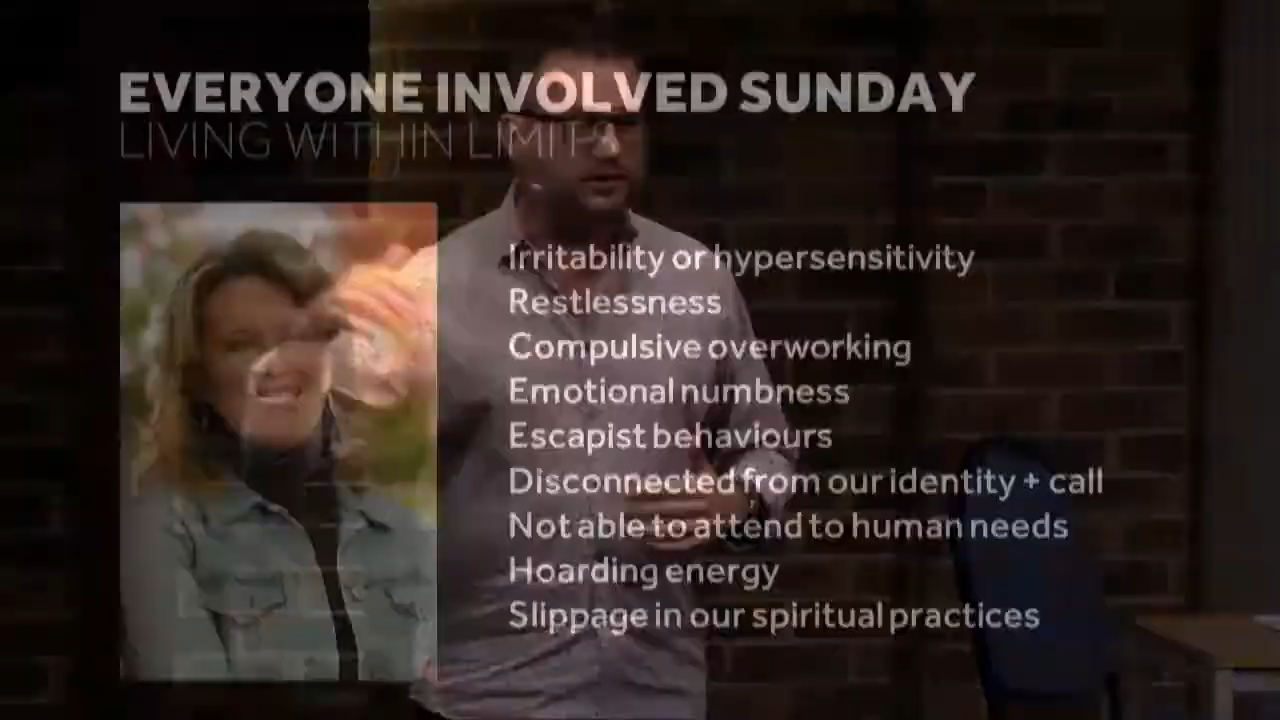 EVERYONE INVOLVED SUNDAY
LIVING WITHIN LIMITS
Irritability or hypersensitivity
Restlessness
Compulsive overworking
Emotional numbness
Escapist behaviours
Disconnected from our identity + call
Not able to attend to human needs
Hoarding energy
Slippage in our spiritual practices